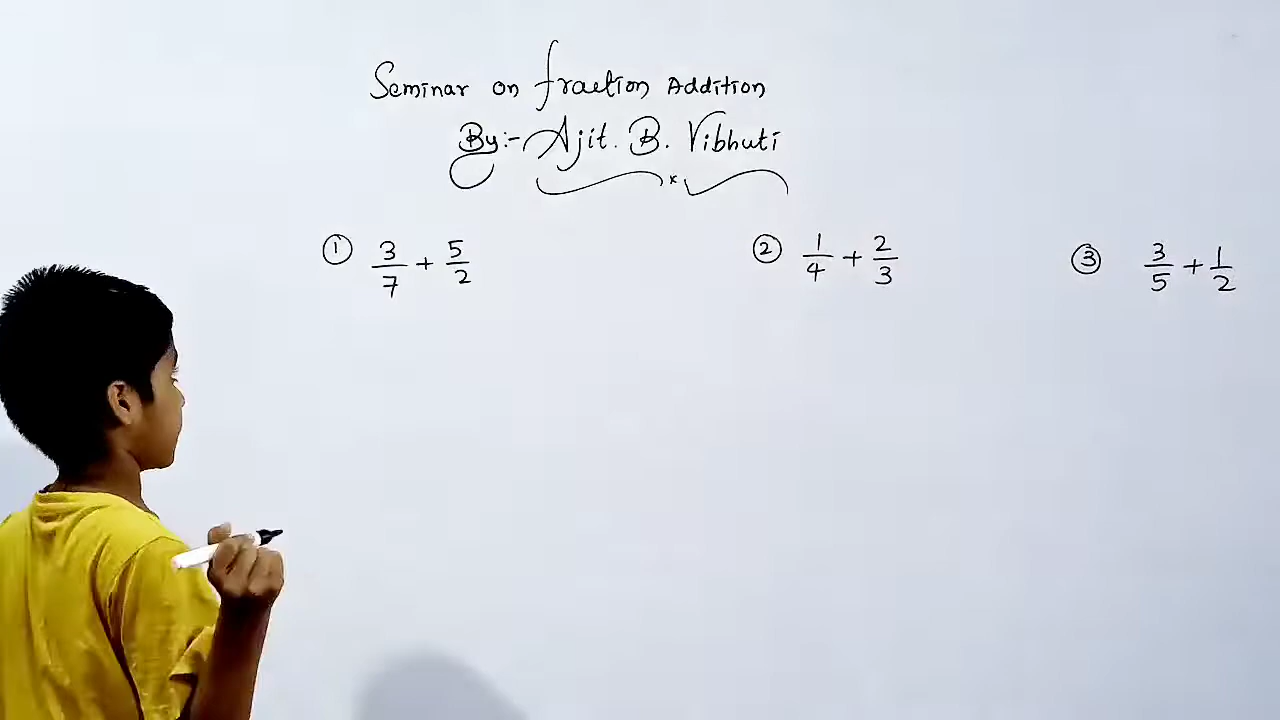 Seminar on fraction Addition
By:- Ajit. B. Vibhuti
① 3/7 + 5/2
② 1/4 + 2/3
③ 3/5 + 1/2